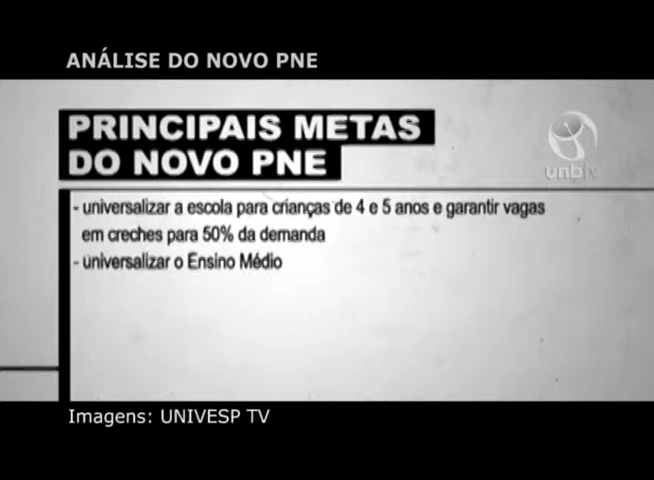 ANÁLISE DO NOVO PNE
PRINCIPAIS METAS
DO NOVO PNE
unbtv
- universalizar a escola para crianças de 4 e 5 anos e garantir vagas
em creches para 50% da demanda
- universalizar o Ensino Médio
Imagens: UNIVESP TV